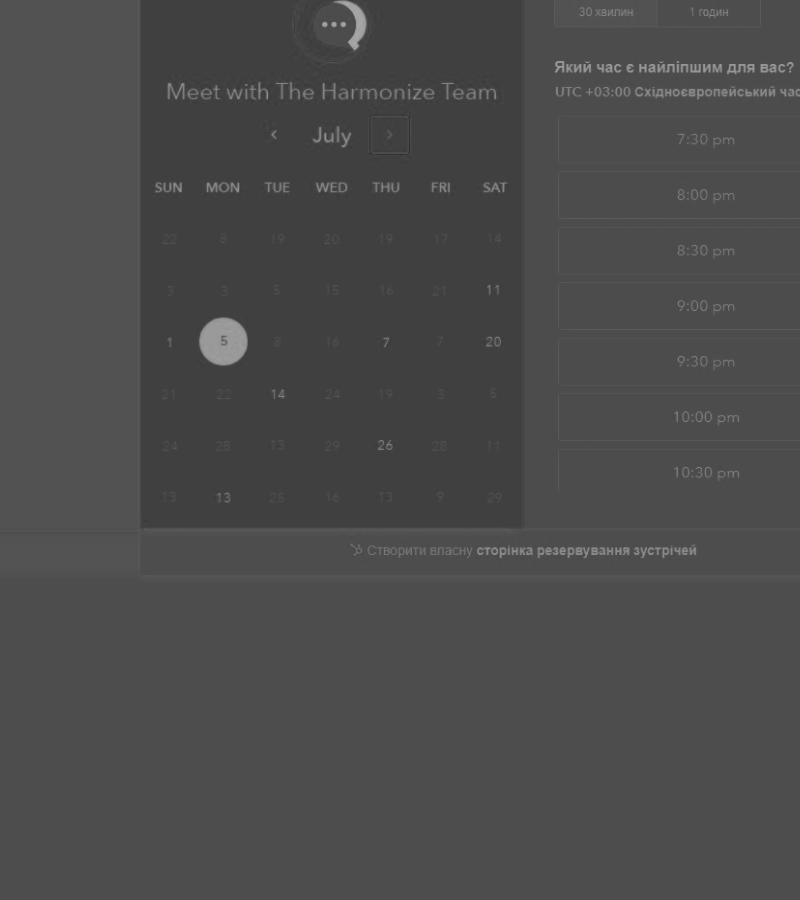 Meet with The Harmonize Team
July
SUN MON TUE WED THU FRI SAT
22 8 19 20 19 17 14
3 3 5 15 16 21 11
1 5 8 16 7 7 20
21 22 14 24 19 3 5
24 28 13 29 26 28 11
13 13 25 16 13 9 29
30 хвилин 1 годин
Який час є найліпшим для вас?
UTC +03:00 Східноєвропейський час
7:30 pm
8:00 pm
8:30 pm
9:00 pm
9:30 pm
10:00 pm
10:30 pm
Створити власну сторінка резервування зустрічей